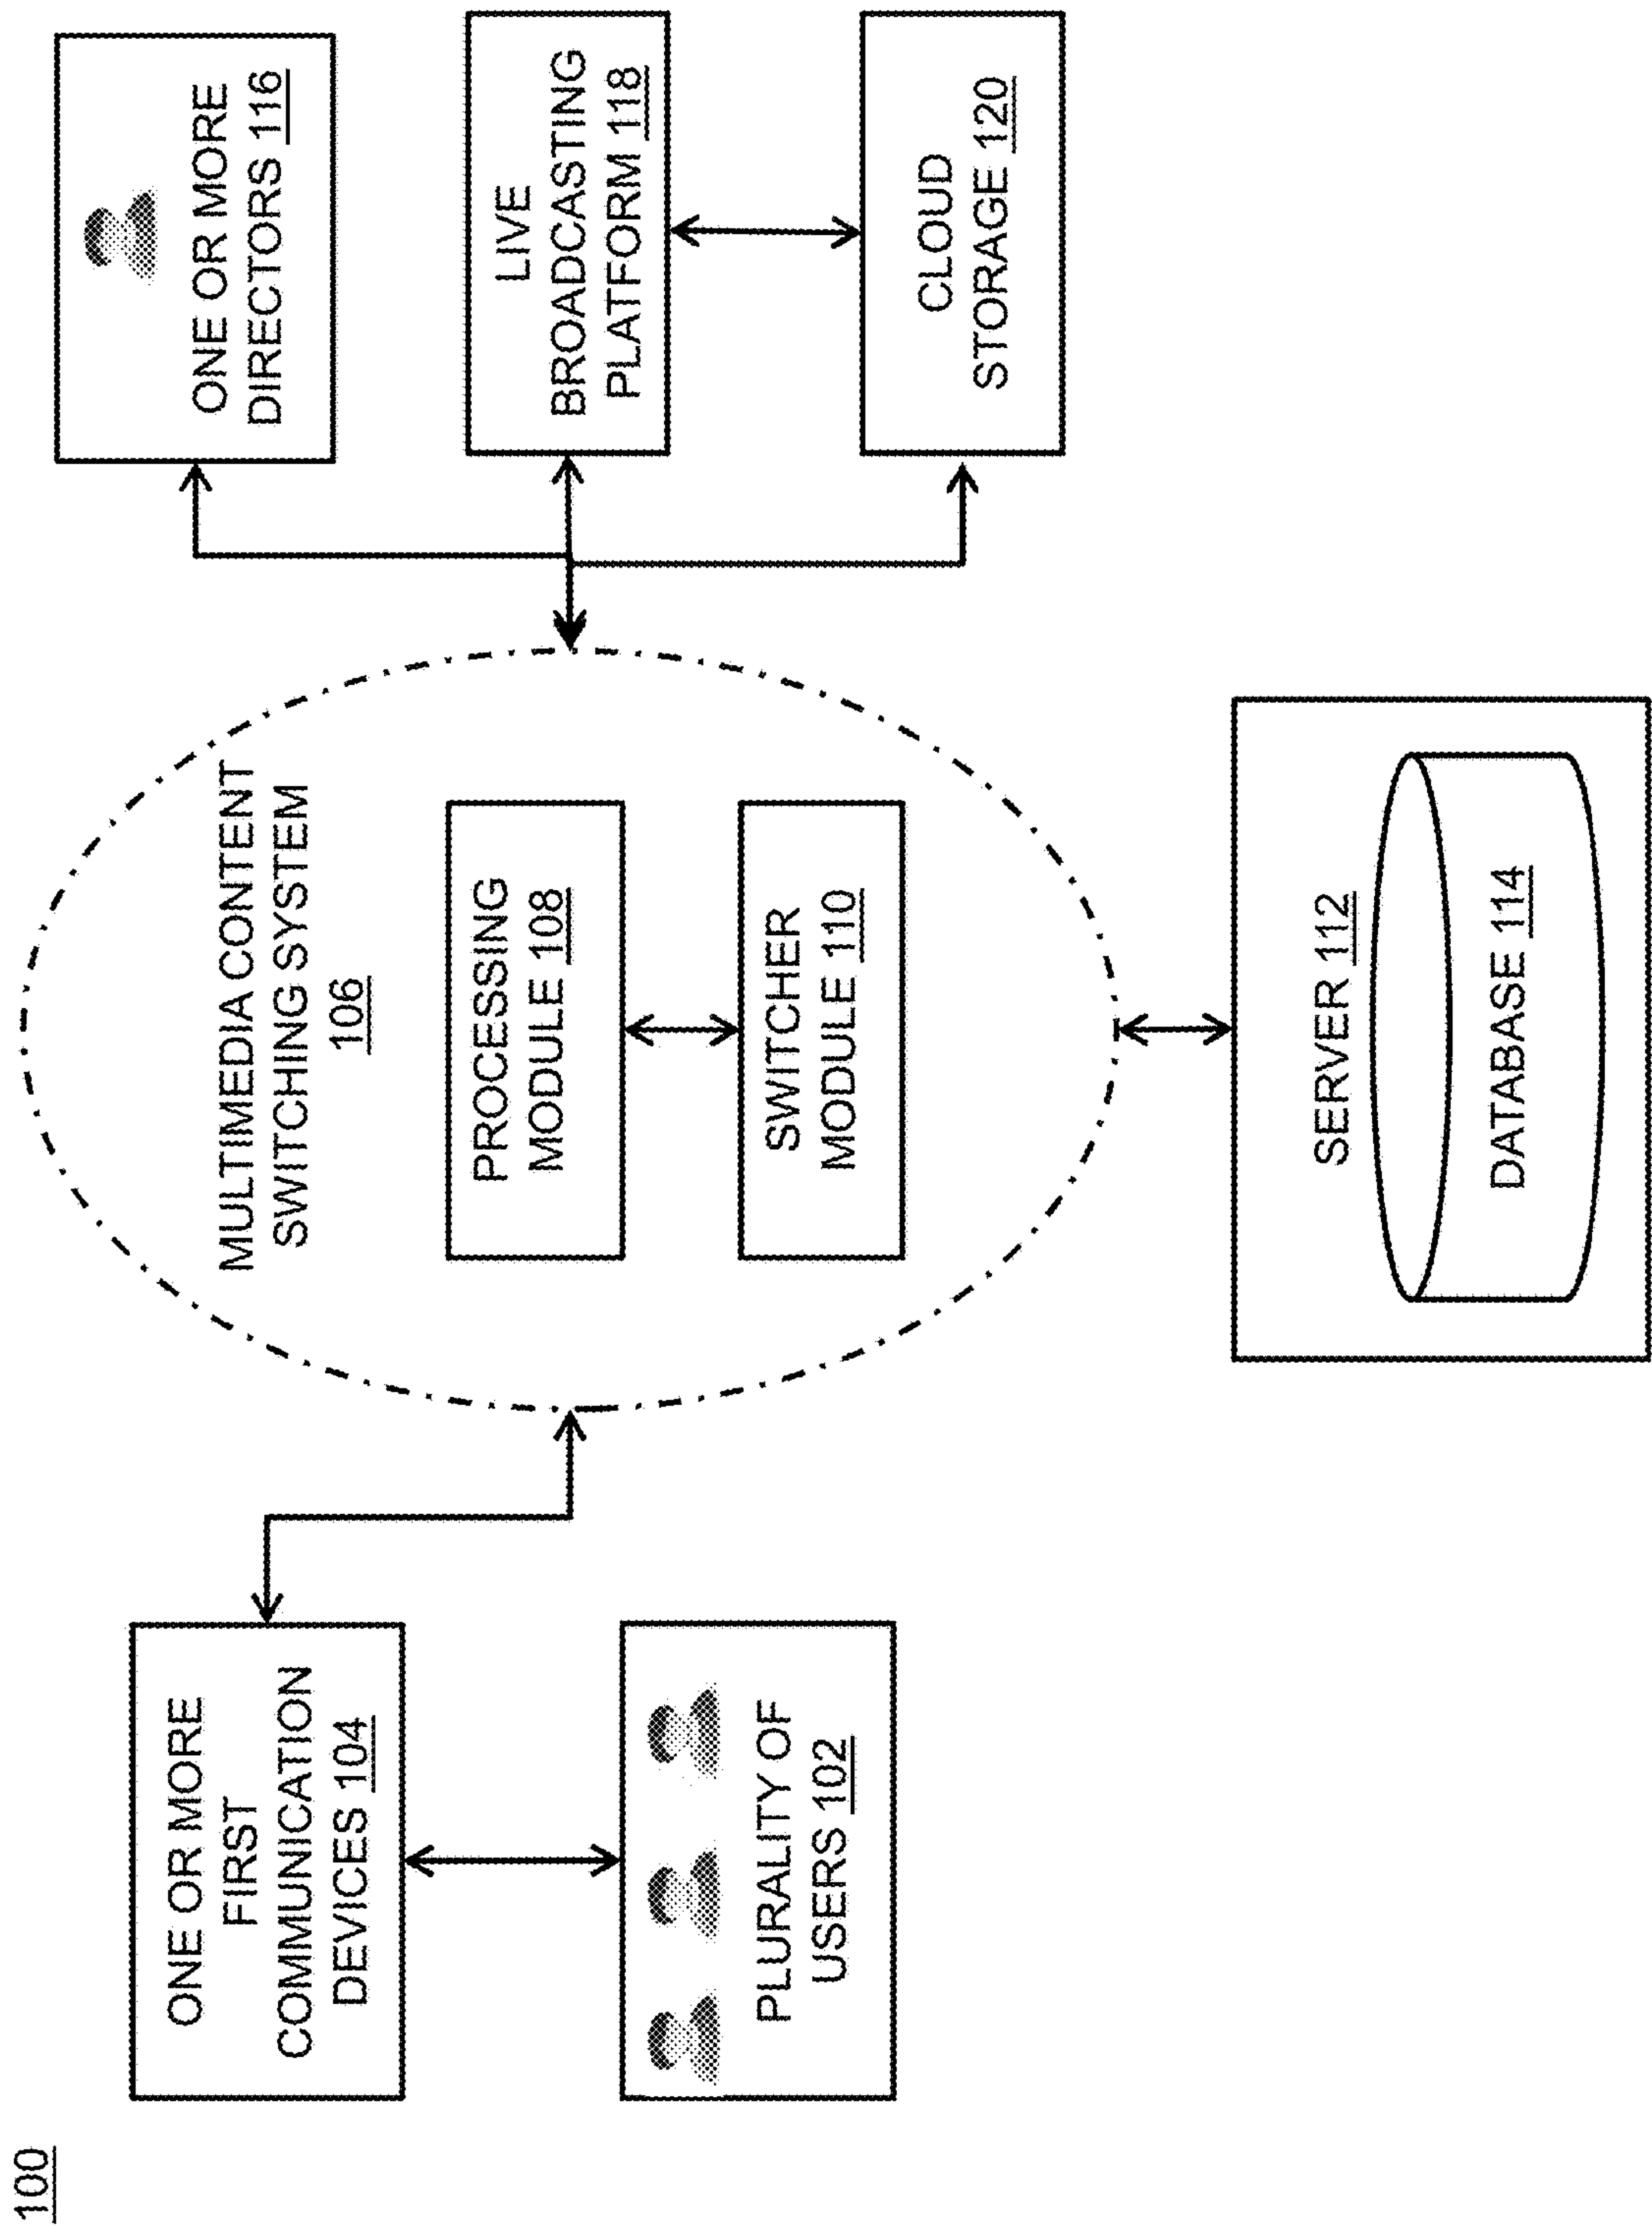 100
ONE OR MORE
FIRST
COMMUNICATION
DEVICES 104
PLURALITY OF
USERS 102
MULTIMEDIA CONTENT
SWITCHING SYSTEM
106
PROCESSING
MODULE 108
SWITCHER
MODULE 110
SERVER 112
DATABASE 114
ONE OR MORE
DIRECTORS 116
LIVE
BROADCASTING
PLATFORM 118
CLOUD
STORAGE 120